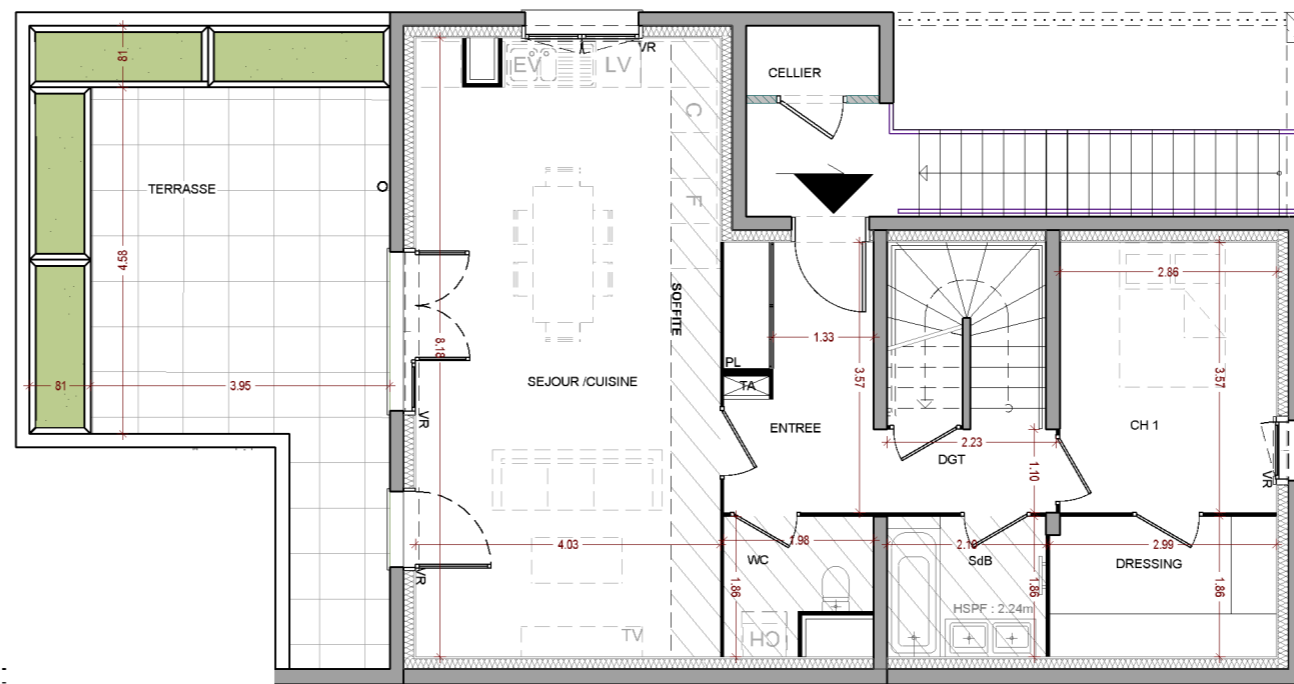 EV
LV
VR
CELLIER
81
C
TERRASSE
F
4.58
2.86
SOFFITE
8.18
1.33
PL
3.57
3.57
81
3.95
SEJOUR /CUISINE
TA
VR
ENTREE
CH 1
2.23
DGT
1.10
VR
4.03
1.98
2.10
2.99
WC
SdB
DRESSING
VR
1.86
1.86
1.86
HSPF : 2.24m
TV
CH